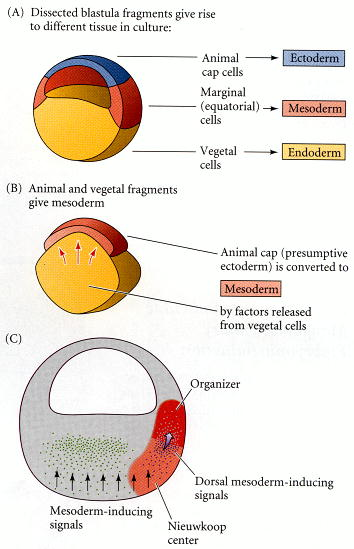 (A) Dissected blastula fragments give rise
to different tissue in culture:
Animal
cap cells
Ectoderm
Marginal
(equatorial)
cells
Mesoderm
Vegetal
cells
Endoderm
(B) Animal and vegetal fragments
give mesoderm
Animal cap (presumptive
ectoderm) is converted to
Mesoderm
by factors released
from vegetal cells
(C)
Organizer
Dorsal mesoderm-inducing
signals
Mesoderm-inducing
signals
Nieuwkoop
center